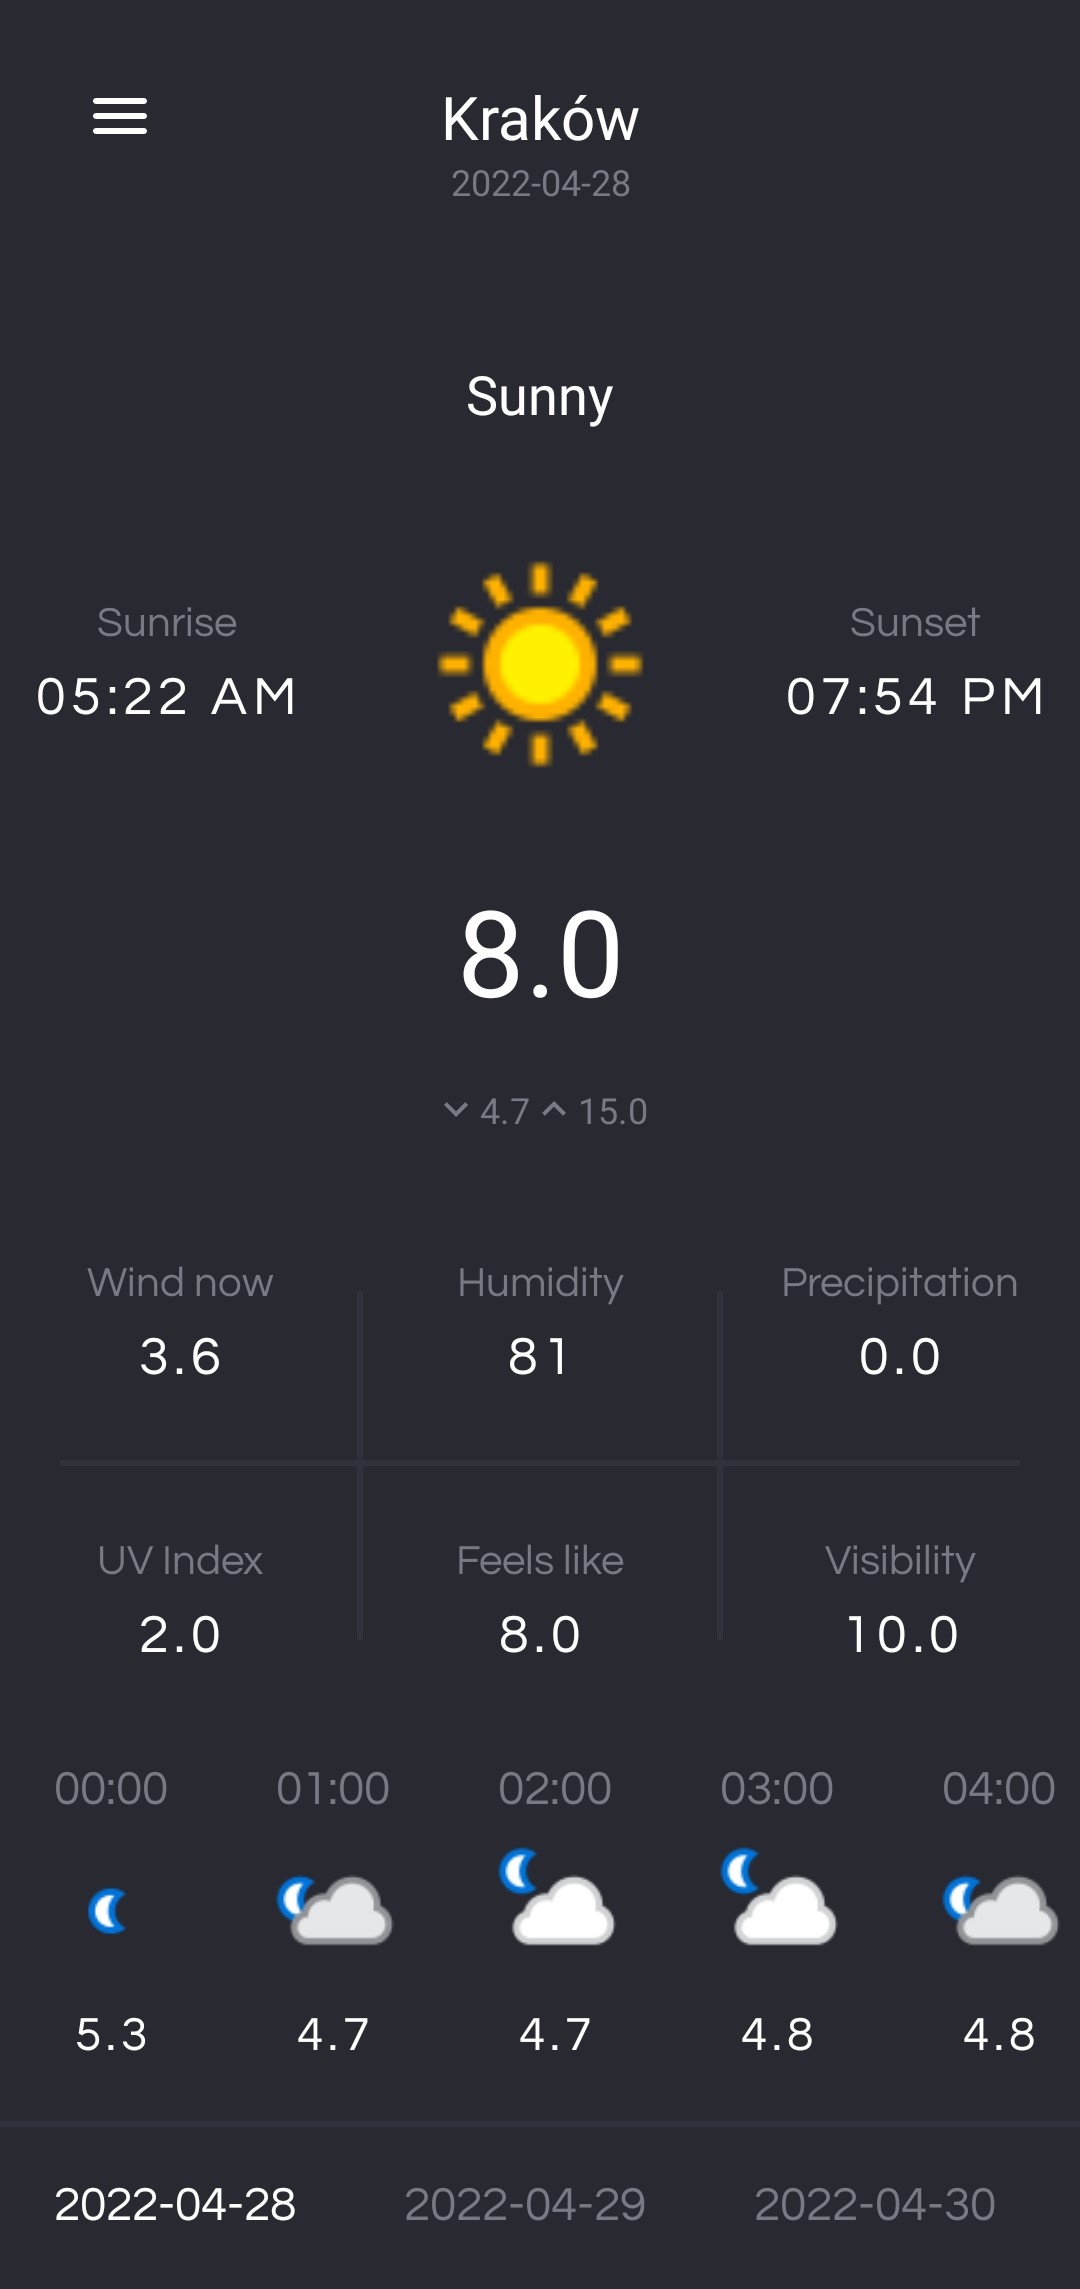 Kraków
2022-04-28
Sunny
Sunrise
05:22 AM
Sunset
07:54 PM
8.0
4.7 15.0
Wind now
3.6
Humidity
81
Precipitation
0.0
UV Index
2.0
Feels like
8.0
Visibility
10.0
00:00 01:00 02:00 03:00 04:00
5.3 4.7 4.7 4.8 4.8
2022-04-28 2022-04-29 2022-04-30